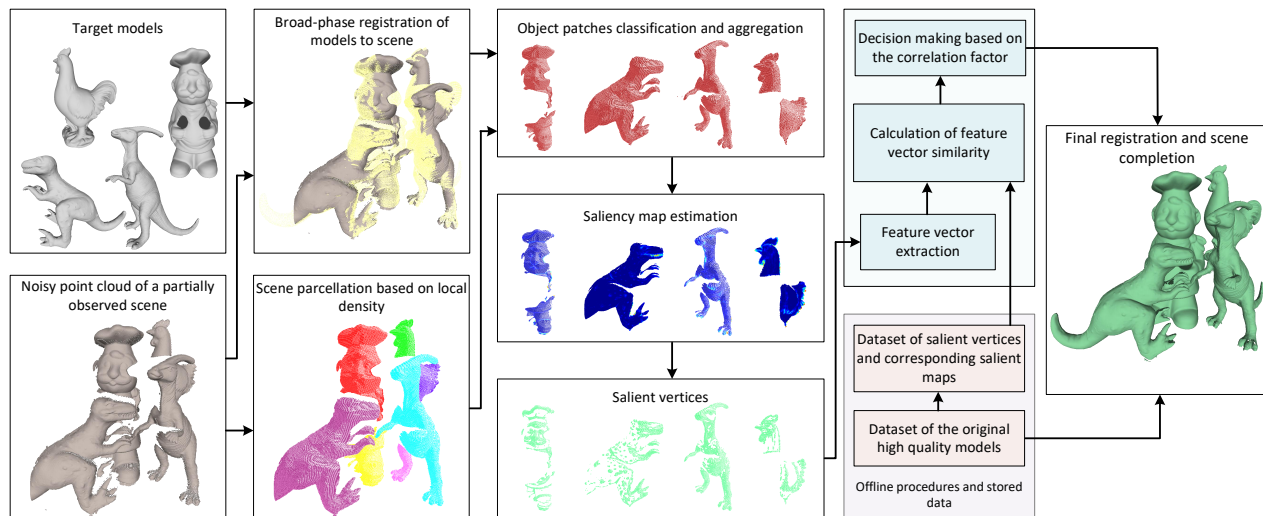 Target models
Broad-phase registration of
models to scene
Object patches classification and aggregation
Decision making based on
the correlation factor
Calculation of feature
vector similarity
Feature vector
extraction
Final registration and scene
completion
Saliency map estimation
Noisy point cloud of a partially
observed scene
Scene parcellation based on local
density
Salient vertices
Dataset of salient vertices
and corresponding salient
maps
Dataset of the original
high quality models
Offline procedures and stored
data